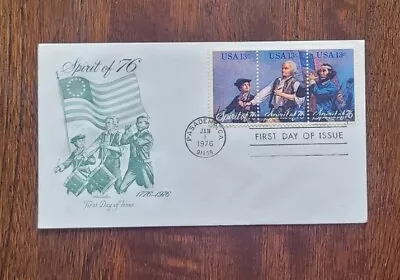 Spirit of '76
1776-1976
First Day of Issue
USA 13c
USA 13c
USA 13c
Spirit of 76
Spirit of 76
Spirit of 76
PASADENA, CA
JAN
1
1976
FIRST DAY OF ISSUE